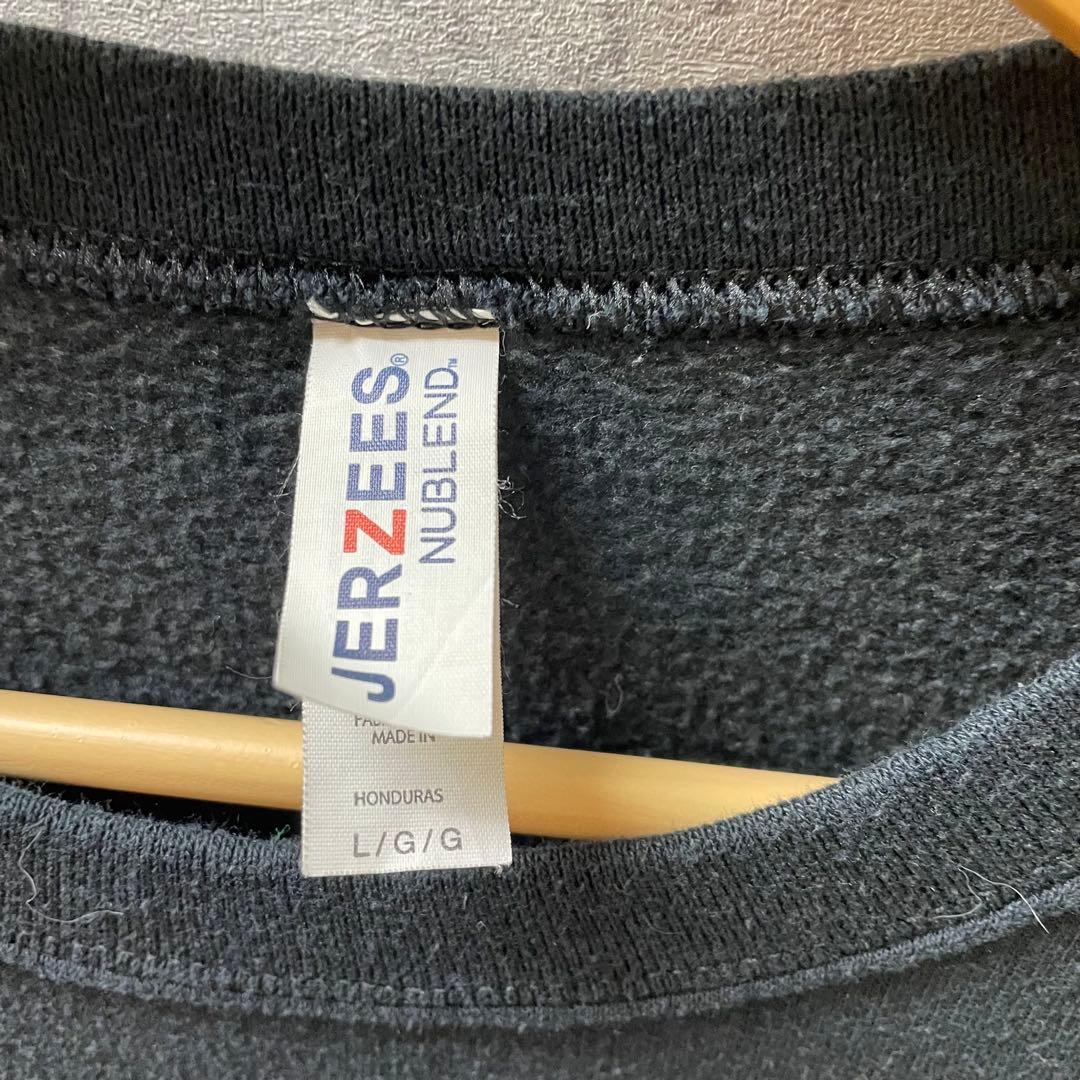 JERZEES®
NUBLEND™
MADE IN
HONDURAS
L/G/G